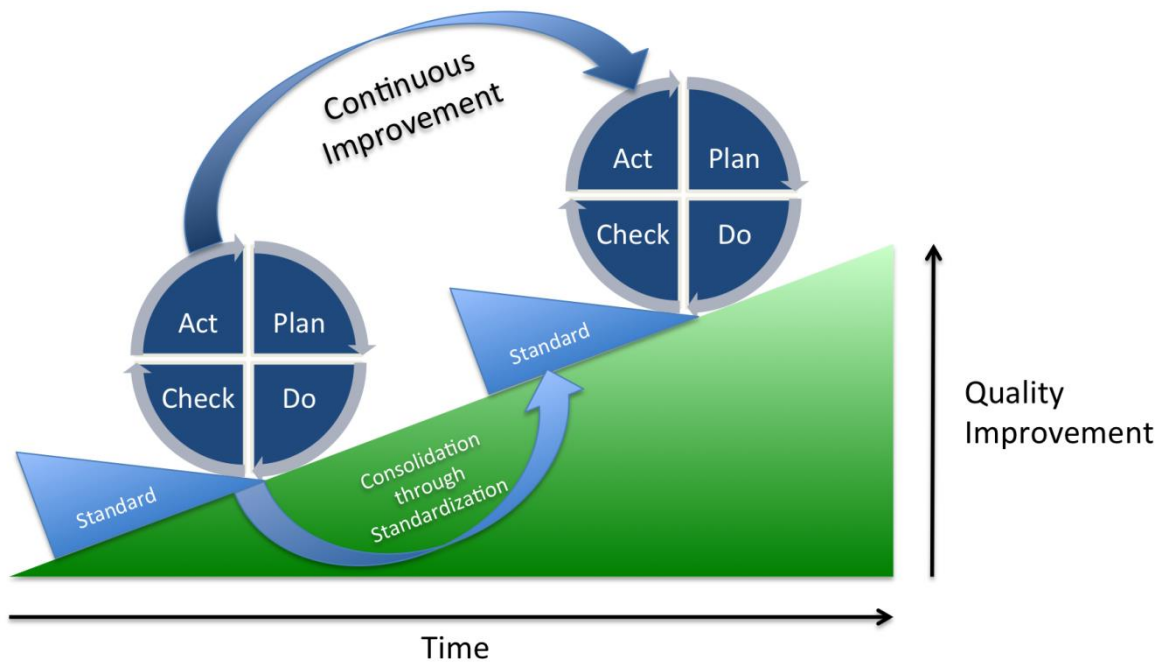 Continuous
Improvement
Act
Plan
Check
Do
Act
Plan
Check
Do
Standard
Standard
Consolidation
through
Standardization
Quality
Improvement
Time